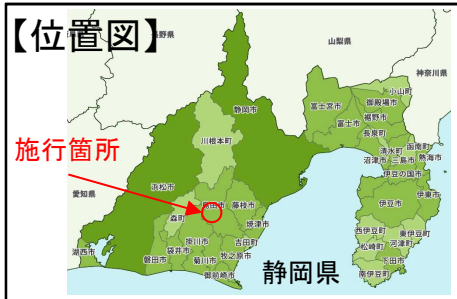 【位置図】
山梨県
神奈川県
小山町
御殿場市
富士宮市
裾野市
静岡市
富士市
長泉町
川根本町
函南町
清水町
熱海市
沼津市
三島市
伊豆の国市
施行箇所
愛知県
浜松市
島田市
藤枝市
伊東市
伊豆市
森町
焼津市
掛川市
吉田町
西伊豆町
東伊豆町
湖西市
袋井市
牧之原市
松崎町
河津町
磐田市
菊川市
下田市
御前崎市
静岡県
南伊豆町